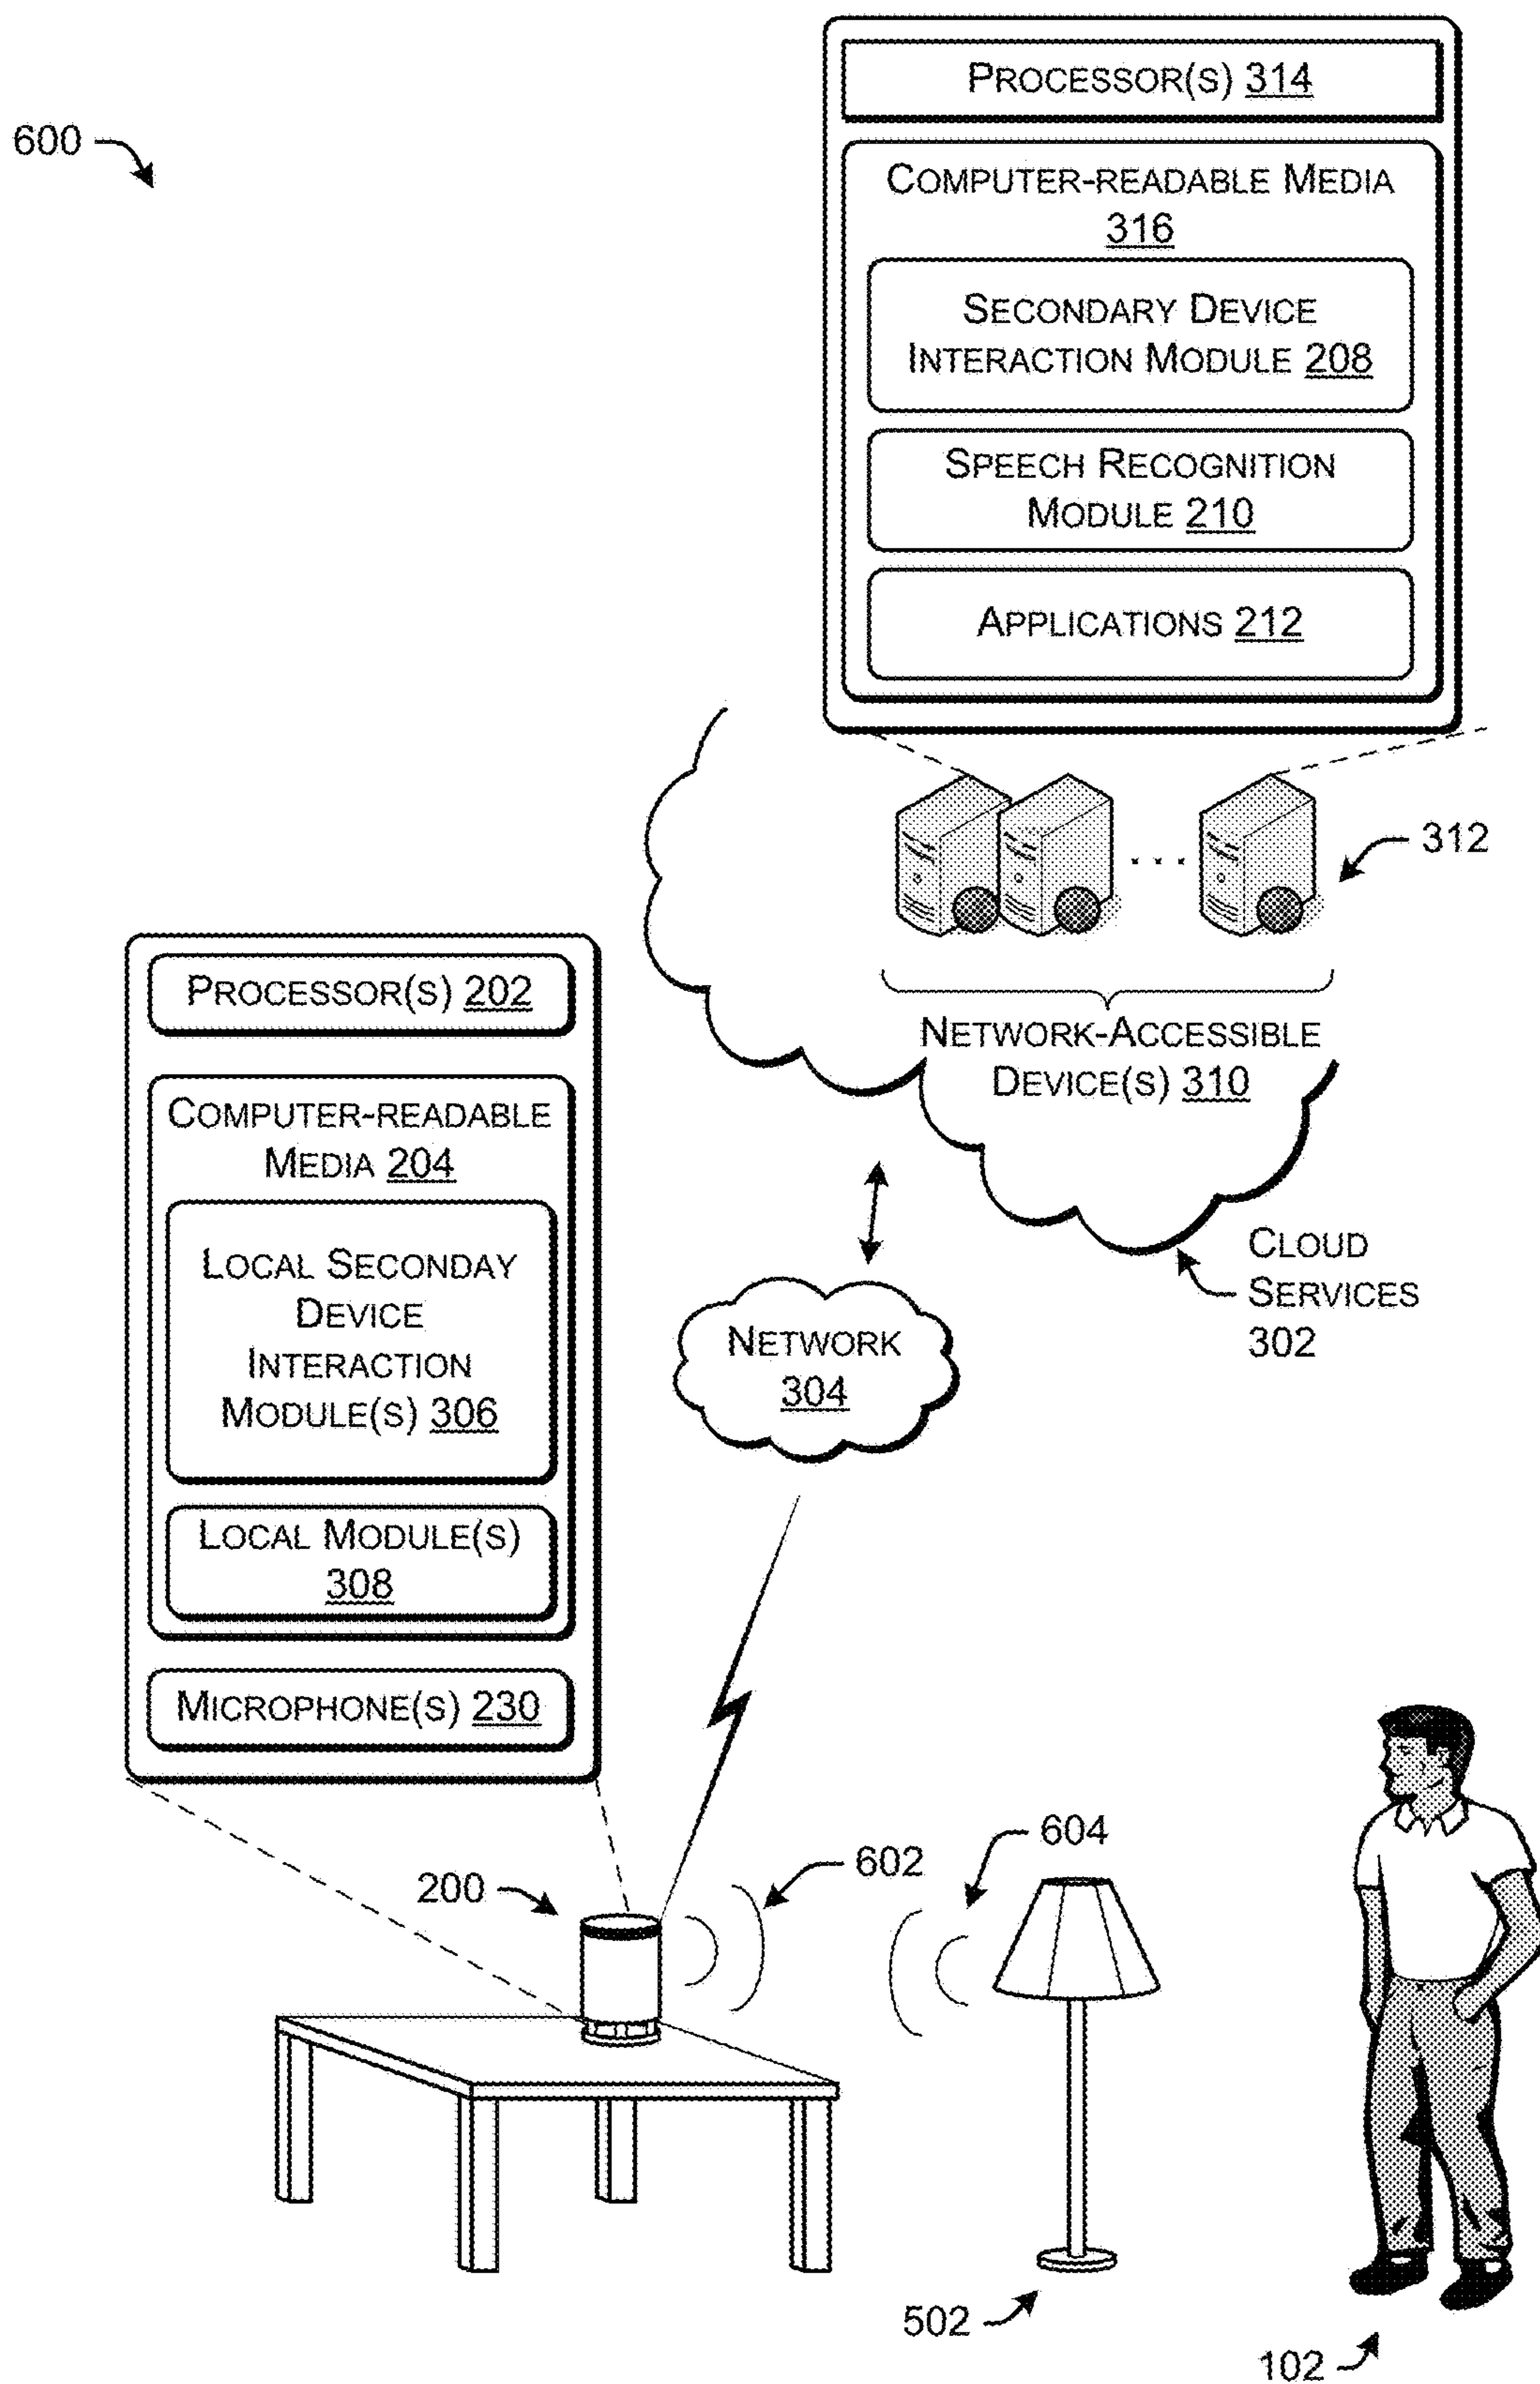 PROCESSOR(S) 314
600
COMPUTER-READABLE MEDIA
316
SECONDARY DEVICE
INTERACTION MODULE 208
SPEECH RECOGNITION
MODULE 210
APPLICATIONS 212
312
NETWORK-ACCESSIBLE
DEVICE(S) 310
CLOUD
SERVICES
302
NETWORK
304
PROCESSOR(S) 202
COMPUTER-READABLE
MEDIA 204
LOCAL SECONDAY
DEVICE
INTERACTION
MODULE(S) 306
LOCAL MODULE(S)
308
MICROPHONE(S) 230
200
602
604
502
102